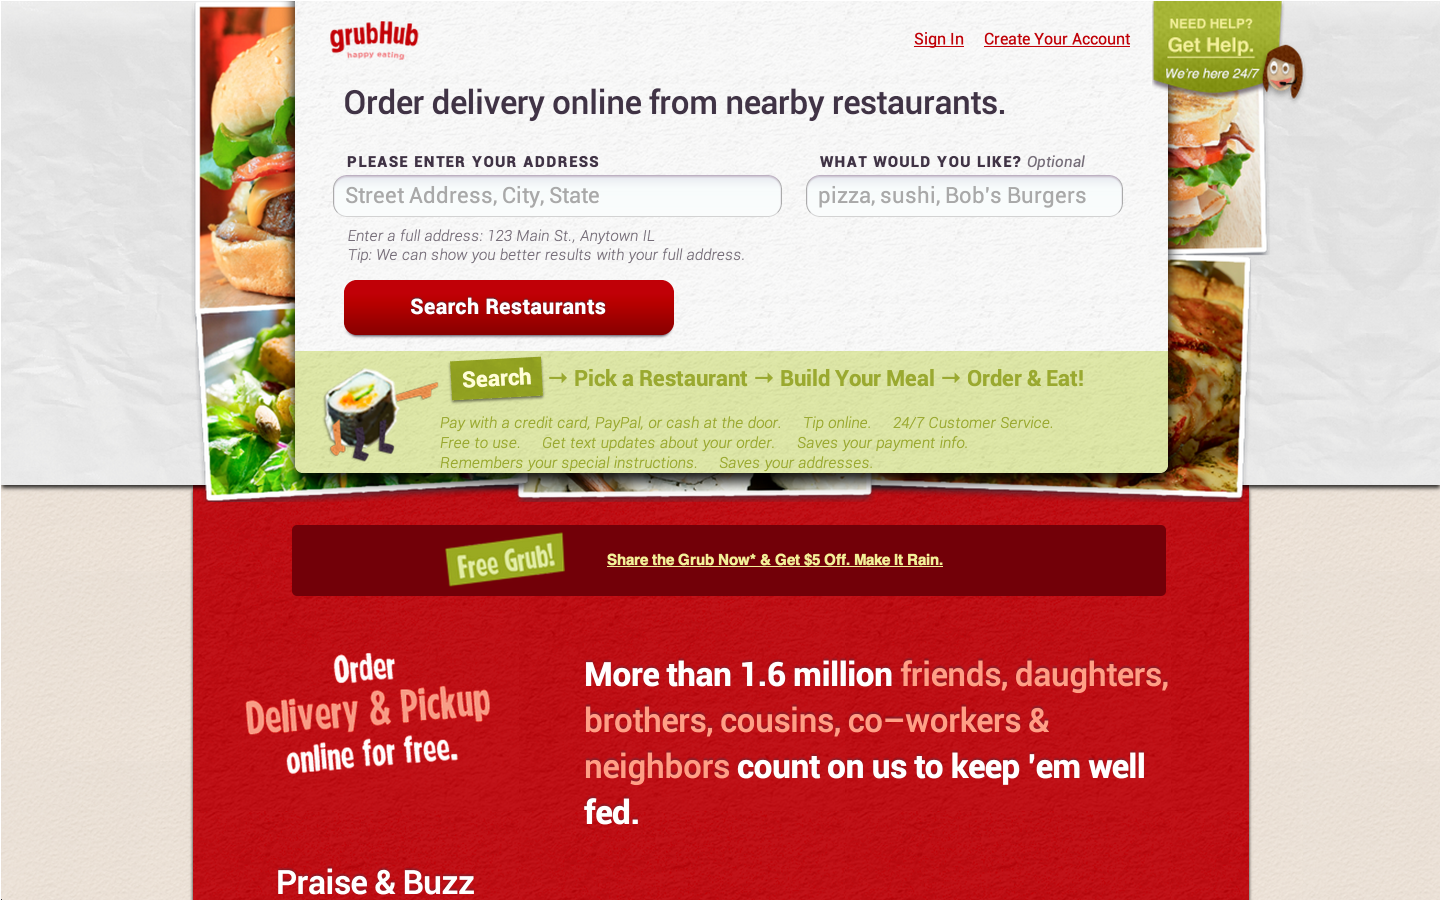 grubHub
happy eating
Sign In Create Your Account
NEED HELP?
Get Help.
We're here 24/7
Order delivery online from nearby restaurants.
PLEASE ENTER YOUR ADDRESS
Street Address, City, State
WHAT WOULD YOU LIKE? Optional
pizza, sushi, Bob's Burgers
Enter a full address: 123 Main St., Anytown IL
Tip: We can show you better results with your full address.
Search Restaurants
Search → Pick a Restaurant → Build Your Meal → Order & Eat!
Pay with a credit card, PayPal, or cash at the door. Tip online. 24/7 Customer Service.
Free to use. Get text updates about your order. Saves your payment info.
Remembers your special instructions. Saves your addresses.
Free Grub! Share the Grub Now* & Get $5 Off. Make It Rain.
Order
Delivery & Pickup
online for free.
More than 1.6 million friends, daughters,
brothers, cousins, co–workers &
neighbors count on us to keep 'em well
fed.
Praise & Buzz